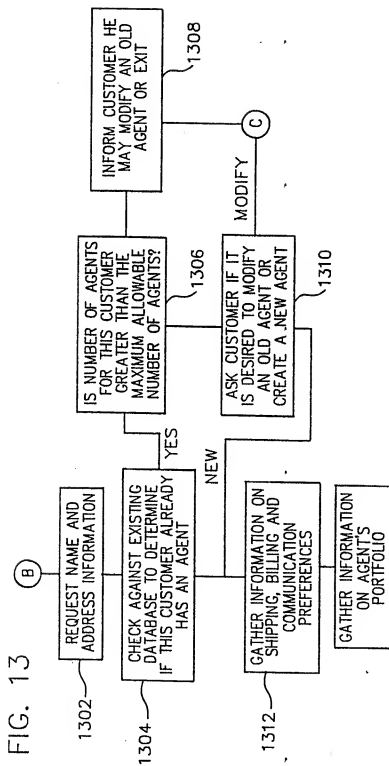 FIG. 13
B
REQUEST NAME AND
ADDRESS INFORMATION
1302
CHECK AGAINST EXISTING
DATABASE TO DETERMINE
IF THIS CUSTOMER ALREADY
HAS AN AGENT
1304
YES
IS NUMBER OF AGENTS
FOR THIS CUSTOMER
GREATER THAN THE
MAXIMUM ALLOWABLE
NUMBER OF AGENTS?
1306
INFORM CUSTOMER HE
MAY MODIFY AN OLD
AGENT OR EXIT
1308
NEW
ASK CUSTOMER IF IT
IS DESIRED TO MODIFY
AN OLD AGENT OR
CREATE A NEW AGENT
1310
MODIFY
C
GATHER INFORMATION ON
SHIPPING, BILLING AND
COMMUNICATION
PREFERENCES
1312
GATHER INFORMATION
ON AGENT'S
PORTFOLIO